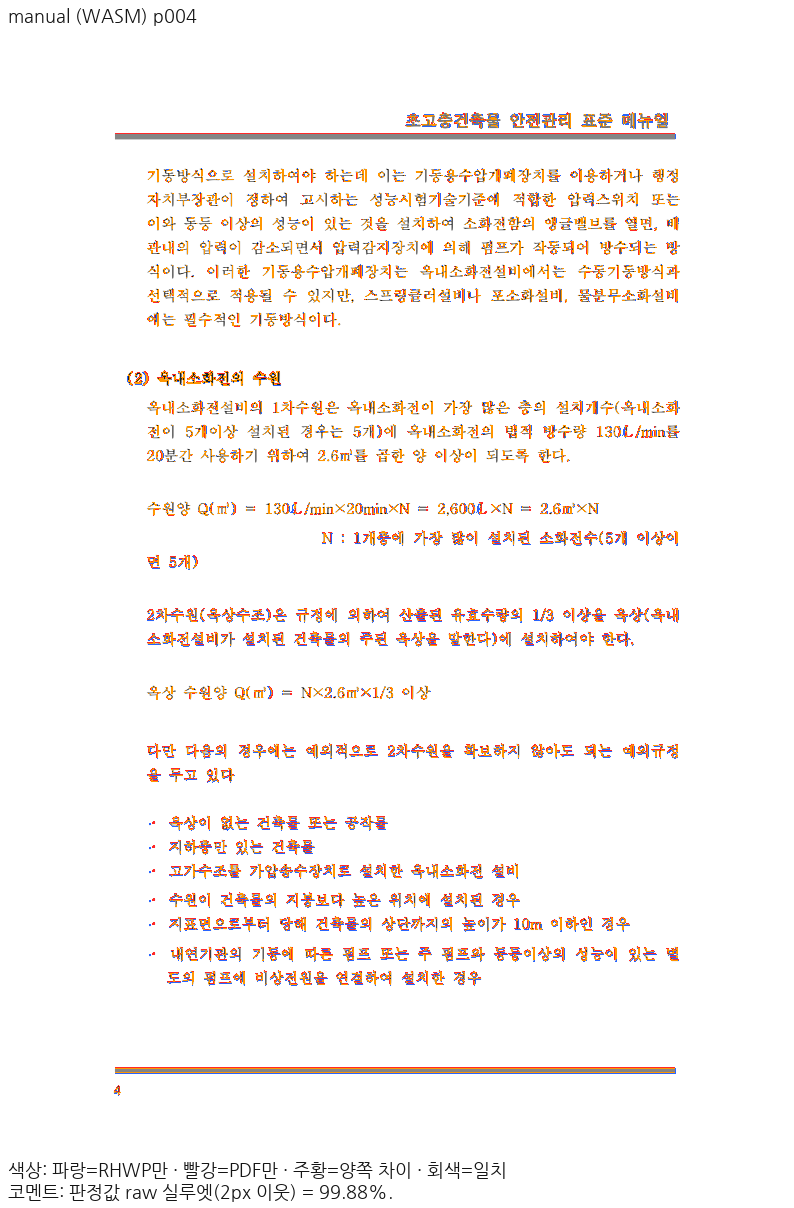 manual (WASM) p004
초고층건축물 안전관리 표준 매뉴얼
기동방식으로 설치하여야 하는데 이는 기동용수압개폐장치를 이용하거나 행정
자치부장관이 정하여 고시하는 성능시험기술기준에 적합한 압력스위치 또는
이와 동등 이상의 성능이 있는 것을 설치하여 소화전함의 앵글밸브를 열면, 배
관내의 압력이 감소되면서 압력감지장치에 의해 펌프가 작동되어 방수되는 방
식이다. 이러한 기동용수압개폐장치는 옥내소화전설비에서는 수동기동방식과
선택적으로 적용될 수 있지만, 스프링클러설비나 포소화설비, 물분무소화설비
에는 필수적인 기동방식이다.
(2) 옥내소화전의 수원
옥내소화전설비의 1차수원은 옥내소화전이 가장 많은 층의 설치개수(옥내소화
전이 5개이상 설치된 경우는 5개)에 옥내소화전의 법적 방수량 130ℓ/min를
20분간 사용하기 위하여 2.6㎥를 곱한 양 이상이 되도록 한다.
수원양 Q(㎥) = 130ℓ/min×20min×N = 2,600ℓ×N = 2.6㎥×N
N : 1개층에 가장 많이 설치된 소화전수(5개 이상이
면 5개)
2차수원(옥상수조)은 규정에 의하여 산출된 유효수량의 1/3 이상을 옥상(옥내
소화전설비가 설치된 건축물의 주된 옥상을 말한다)에 설치하여야 한다.
옥상 수원양 Q(㎥) = N×2.6㎥×1/3 이상
다만 다음의 경우에는 예외적으로 2차수원을 확보하지 않아도 되는 예외규정
을 두고 있다
· 옥상이 없는 건축물 또는 공작물
· 지하층만 있는 건축물
· 고가수조를 가압송수장치로 설치한 옥내소화전 설비
· 수원이 건축물의 지붕보다 높은 위치에 설치된 경우
· 지표면으로부터 당해 건축물의 상단까지의 높이가 10m 이하인 경우
· 내연기관의 기동에 따른 펌프 또는 주 펌프와 동등이상의 성능이 있는 별
도의 펌프에 비상전원을 연결하여 설치한 경우
4
색상: 파랑=RHWP만 · 빨강=PDF만 · 주황=양쪽 차이 · 회색=일치
코멘트: 판정값 raw 실루엣(2px 이웃) = 99.88%.